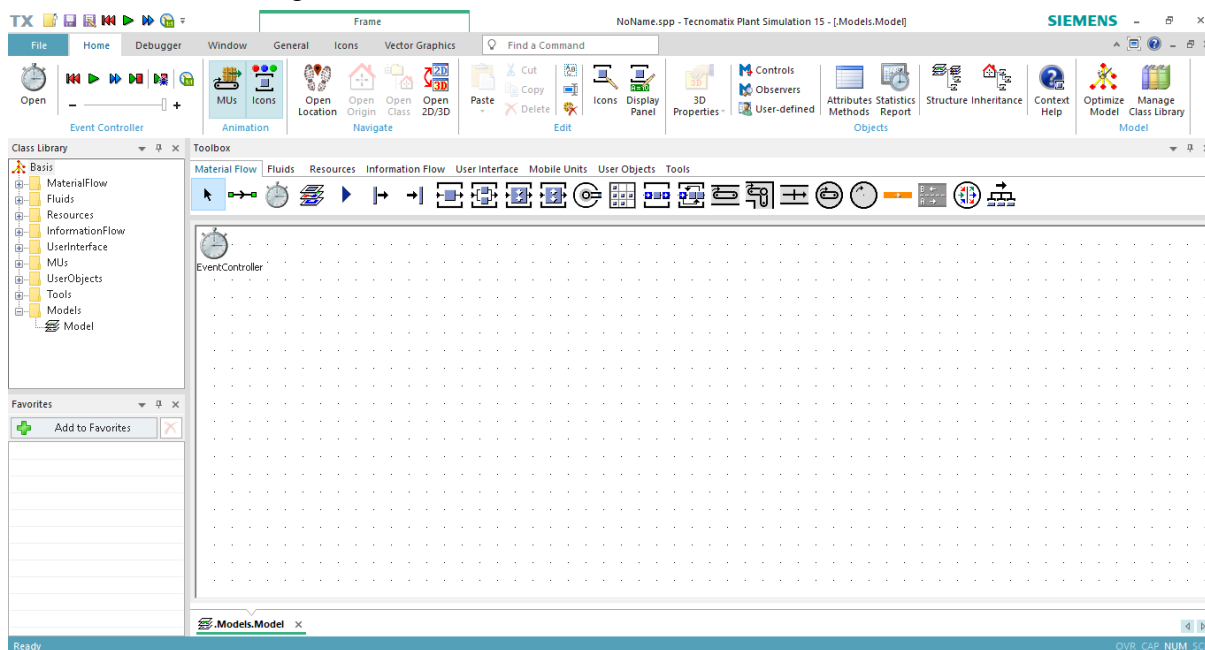 TX Frame NoName.spp - Tecnomatix Plant Simulation 15 - [.Models.Model] SIEMENS
File Home Debugger Window General Icons Vector Graphics Find a Command
Open MUs Icons Open Location Open Origin Open Class Open 2D/3D Paste Cut Copy Delete Icons Display Panel 3D Properties Controls Observers User-defined Attributes Methods Statistics Report Structure Inheritance Context Help Optimize Model Manage Class Library
Event Controller Animation Navigate Edit Objects Model
Class Library Toolbox
Basis
MaterialFlow
Fluids
Resources
InformationFlow
UserInterface
MUs
UserObjects
Tools
Models
Model
Material Flow Fluids Resources Information Flow User Interface Mobile Units User Objects Tools
EventController
Favorites
Add to Favorites
.Models.Model
Ready OVR CAP NUM